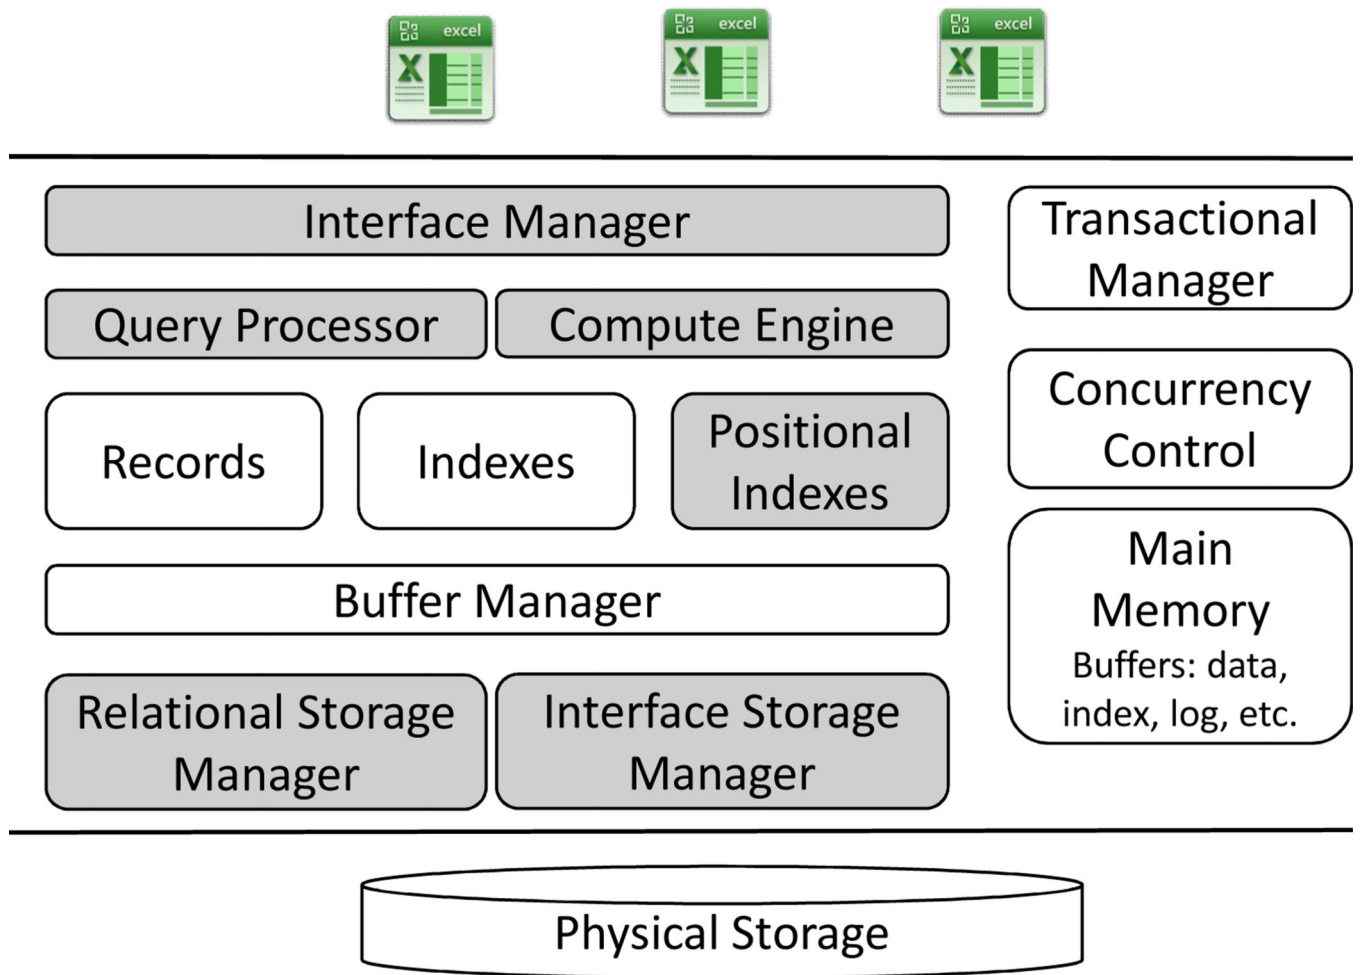 excel
excel
excel
Interface Manager
Query Processor
Compute Engine
Records
Indexes
Positional
Indexes
Buffer Manager
Relational Storage
Manager
Interface Storage
Manager
Transactional
Manager
Concurrency
Control
Main
Memory
Buffers: data,
index, log, etc.
Physical Storage